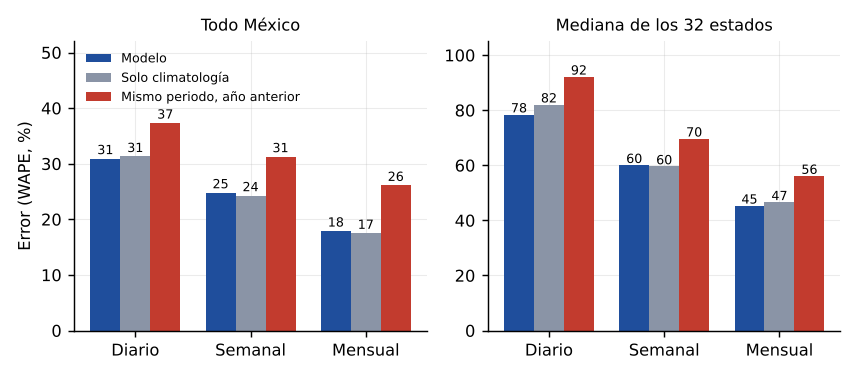 Todo México
Error (WAPE, %)
50
40
30
20
10
0
Modelo
Solo climatología
Mismo periodo, año anterior
31 31 37
25 24 31
18 17 26
Diario Semanal Mensual
Mediana de los 32 estados
100
80
60
40
20
0
78 82 92
60 60 70
45 47 56
Diario Semanal Mensual